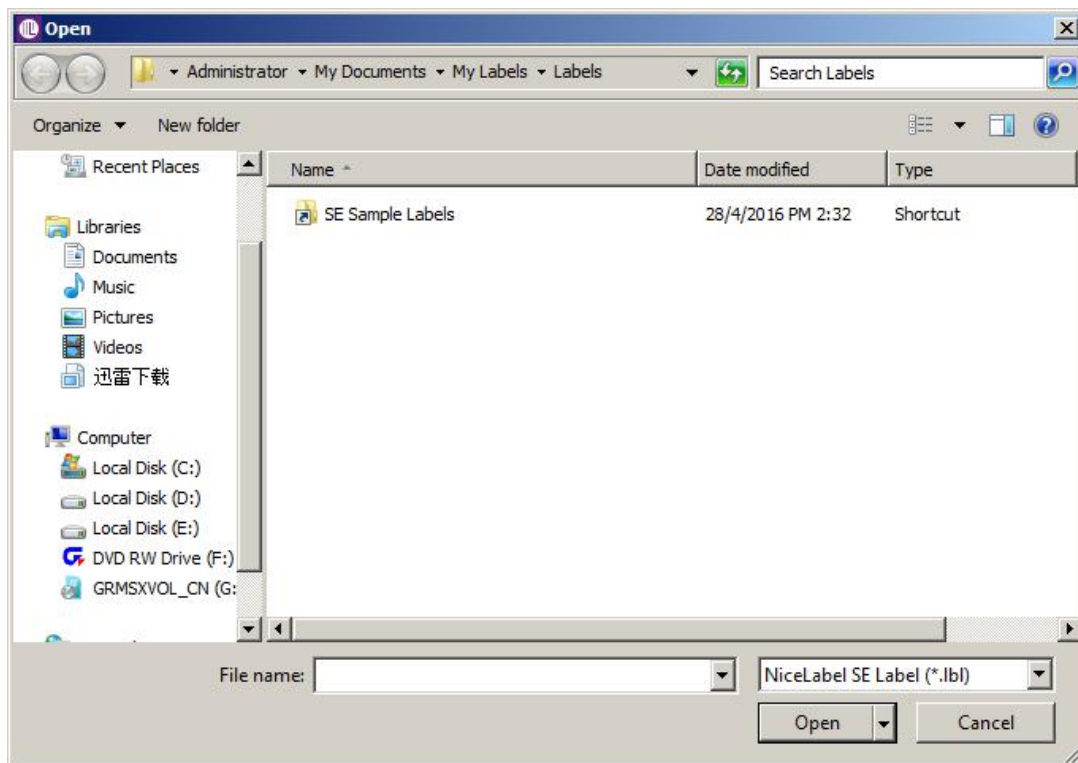 Open
Administrator My Documents My Labels Labels
Search Labels
Organize New folder
Recent Places
Libraries
Documents
Music
Pictures
Videos
迅雷下载
Computer
Local Disk (C:)
Local Disk (D:)
Local Disk (E:)
DVD RW Drive (F:)
GRMSXVOL_CN (G:
Name Date modified Type
SE Sample Labels 28/4/2016 PM 2:32 Shortcut
File name:
NiceLabel SE Label (*.lbl)
Open Cancel